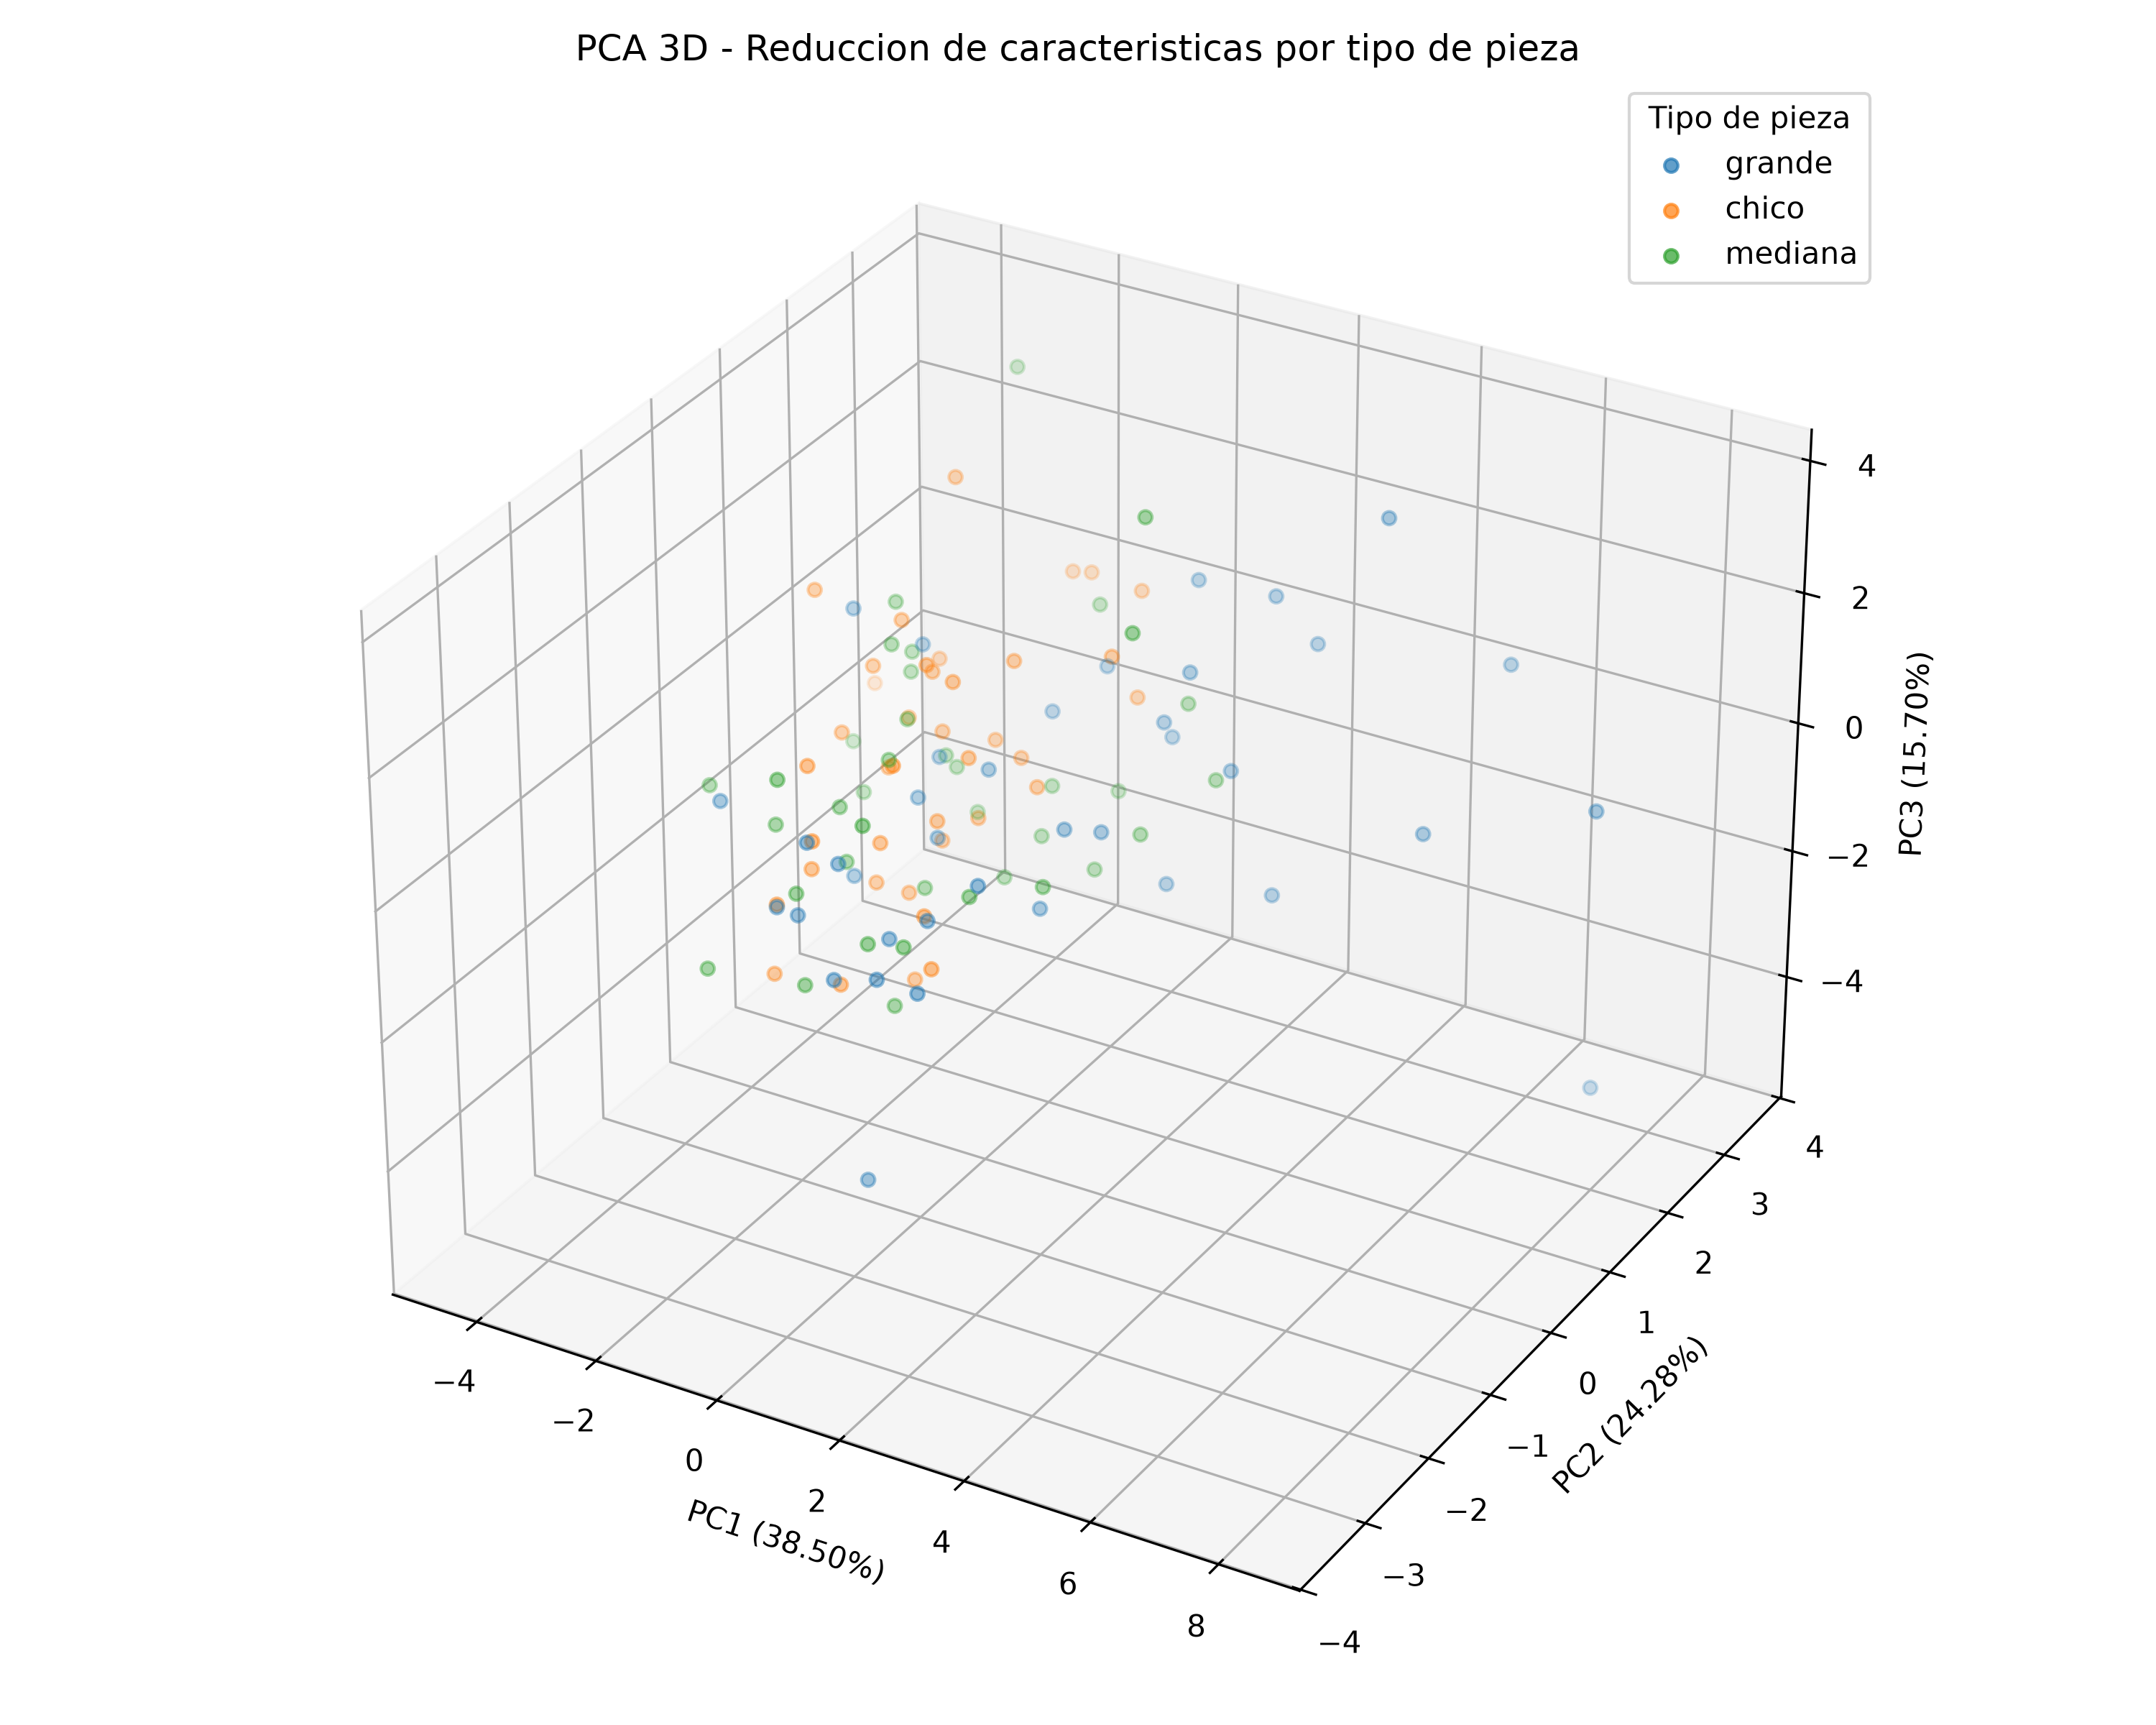 PCA 3D - Reduccion de caracteristicas por tipo de pieza
Tipo de pieza
grande
chico
mediana
4
2
0
−2
−4
PC3 (15.70%)
4
3
2
1
0
−1
−2
−3
−4
PC2 (24.28%)
−4
−2
0
2
4
6
8
PC1 (38.50%)